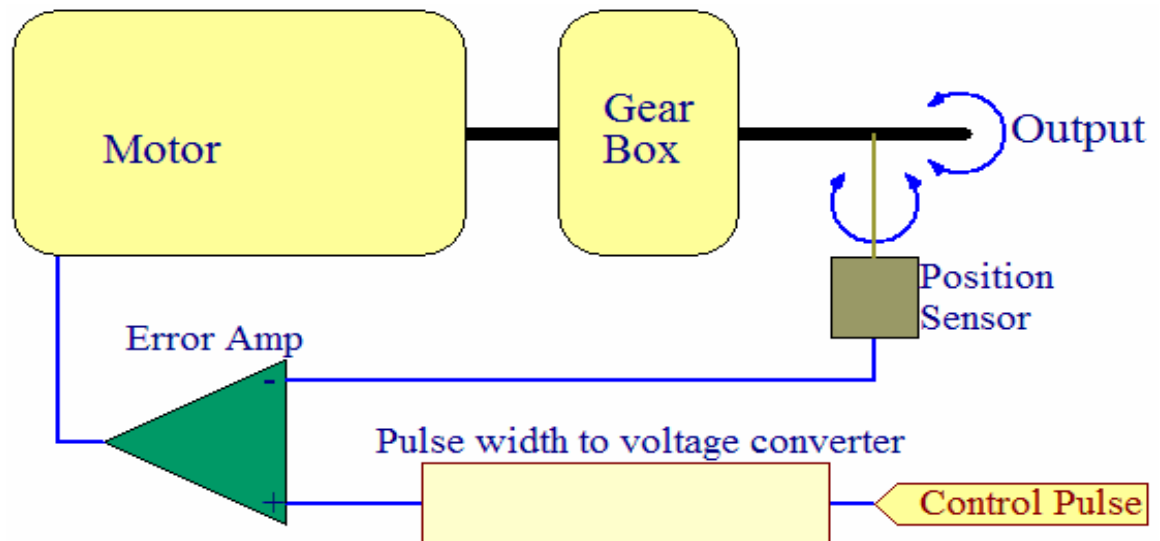 Motor
Gear
Box
Output
Position
Sensor
Error Amp
-
Pulse width to voltage converter
+
Control Pulse